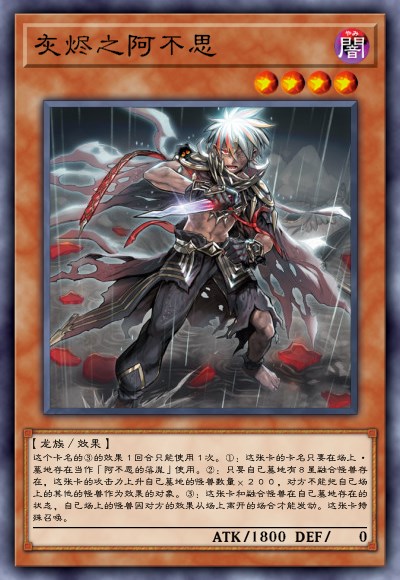 灰烬之阿不思
やみ
闇
【龙族/效果】
这个卡名的③的效果1回合只能使用1次。①：这张卡的卡名只要在场上・
墓地存在当作「阿不思的落胤」使用。②：只要自己墓地有8星融合怪兽存
在，这张卡的攻击力上升自己墓地的怪兽数量×200，对方不能把自己场
上的其他的怪兽作为效果的对象。③：这张卡和融合怪兽在自己墓地存在的
状态，自己场上的怪兽因对方的效果从场上离开的场合才能发动。这张卡特
殊召唤。
ATK/1800 DEF/ 0